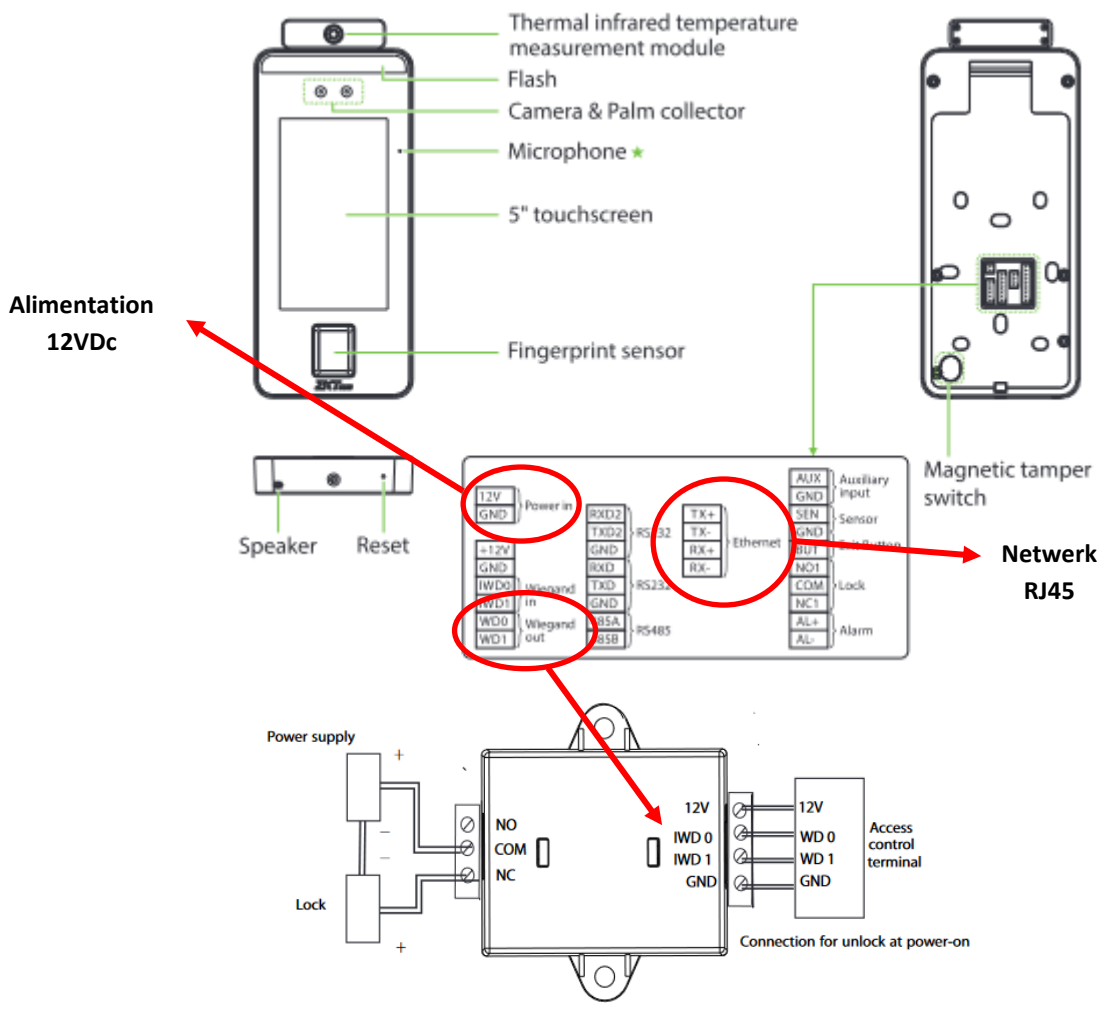 Thermal infrared temperature
measurement module
Flash
Camera & Palm collector
Microphone ★
5" touchscreen
Alimentation
12VDc
Fingerprint sensor
ZKTeco
Magnetic tamper
switch
Speaker
Reset
12V
GND
Power in
+12V
GND
IWD0
IWD1
Wiegand
in
WD0
WD1
Wiegand
out
RXD2
TXD2
GND
RS232
RXD
TXD
GND
RS232
485A
485B
RS485
TX+
TX-
RX+
RX-
Ethernet
AUX
GND
Auxiliary
input
SEN
GND
Sensor
BUT
Exit Button
NO1
COM
NC1
Lock
AL+
AL-
Alarm
Netwerk
RJ45
Power supply
+
−
−
Lock
+
NO
COM
NC
12V
IWD 0
IWD 1
GND
12V
WD 0
WD 1
GND
Access
control
terminal
Connection for unlock at power-on